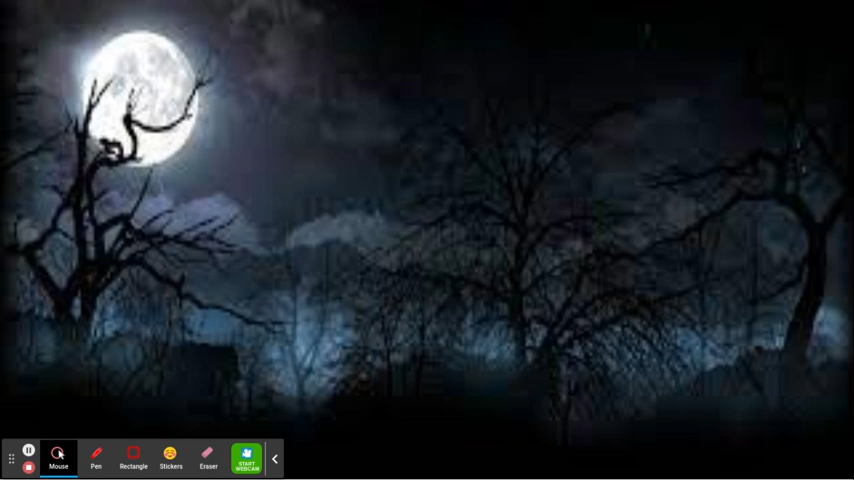 Mouse
Pen
Rectangle
Stickers
Eraser
START
WEBCAM